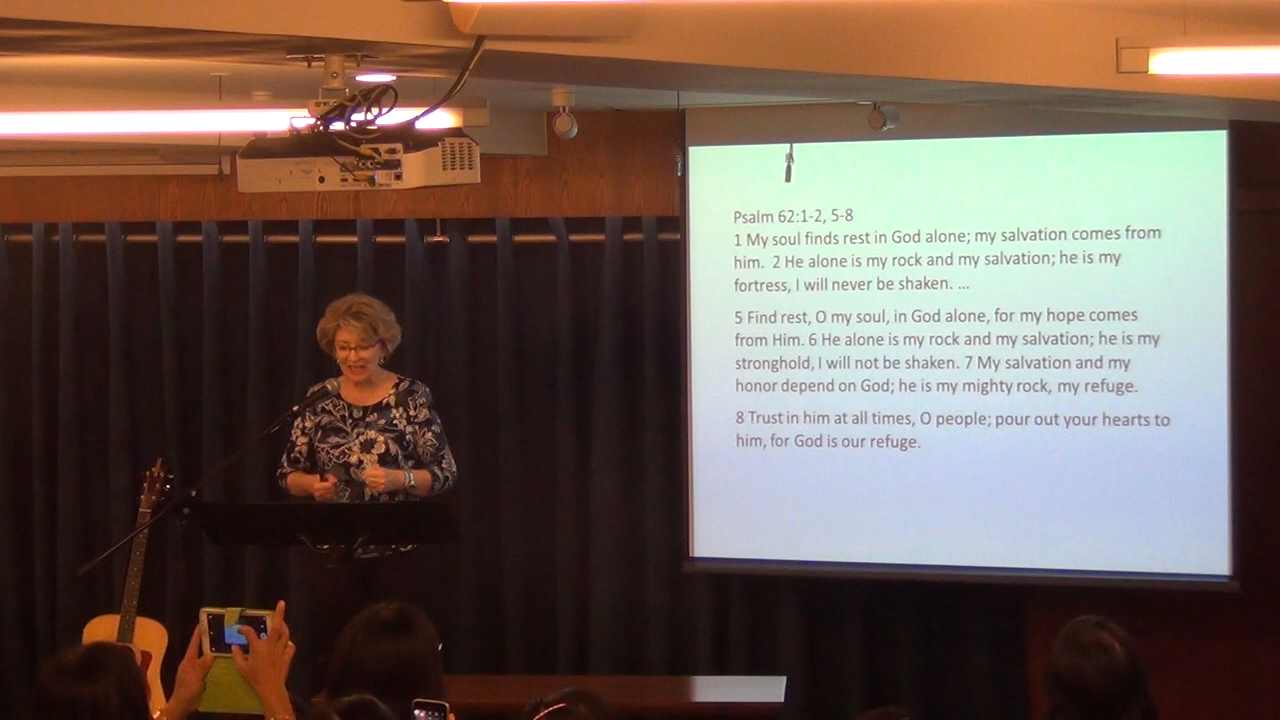 Psalm 62:1-2, 5-8
1 My soul finds rest in God alone; my salvation comes from
him. 2 He alone is my rock and my salvation; he is my
fortress, I will never be shaken. ...
5 Find rest, O my soul, in God alone, for my hope comes
from Him. 6 He alone is my rock and my salvation; he is my
stronghold, I will not be shaken. 7 My salvation and my
honor depend on God; he is my mighty rock, my refuge.
8 Trust in him at all times, O people; pour out your hearts to
him, for God is our refuge.